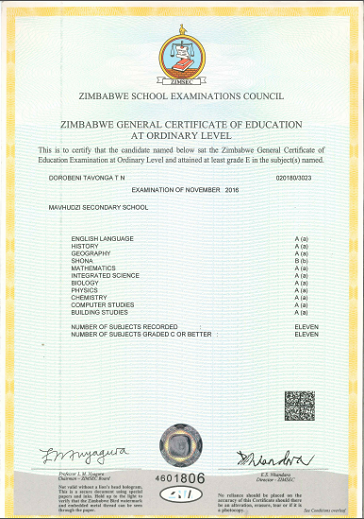 ZIMSEC
ZIMBABWE SCHOOL EXAMINATIONS COUNCIL
ZIMBABWE GENERAL CERTIFICATE OF EDUCATION
AT ORDINARY LEVEL
This is to certify that the candidate named below sat the Zimbabwe General Certificate of
Education Examination at Ordinary Level and attained at least grade E in the subject(s) named.
DOROBENI TAVONGA T N 020180/3023
EXAMINATION OF NOVEMBER 2016
MAVHUDZI SECONDARY SCHOOL
ENGLISH LANGUAGE A (a)
HISTORY A (a)
GEOGRAPHY A (a)
SHONA B (b)
MATHEMATICS A (a)
INTEGRATED SCIENCE A (a)
BIOLOGY A (a)
PHYSICS A (a)
CHEMISTRY A (a)
COMPUTER STUDIES A (a)
BUILDING STUDIES A (a)
NUMBER OF SUBJECTS RECORDED : ELEVEN
NUMBER OF SUBJECTS GRADED C OR BETTER : ELEVEN
Professor L. M. Nyagura
Chairman - ZIMSEC Board
E.S. Nhandara
Director - ZIMSEC
4601806
Not valid without a lion's head hologram.
This is a secure document using special
papers and inks. Hold up to the light to
verify that the Zimbabwe Bird watermark
and embedded metal thread can be seen
through the paper.
No reliance should be placed on the
accuracy of this Certificate should there
be an alteration, erasure, tear or if it is
a photocopy.
See Conditions overleaf